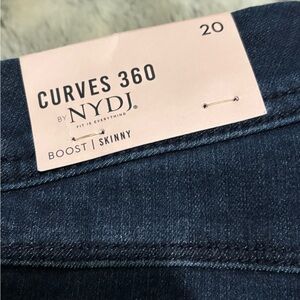 20
CURVES 360
BY NYDJ®
FIT IS EVERYTHING
BOOST | SKINNY